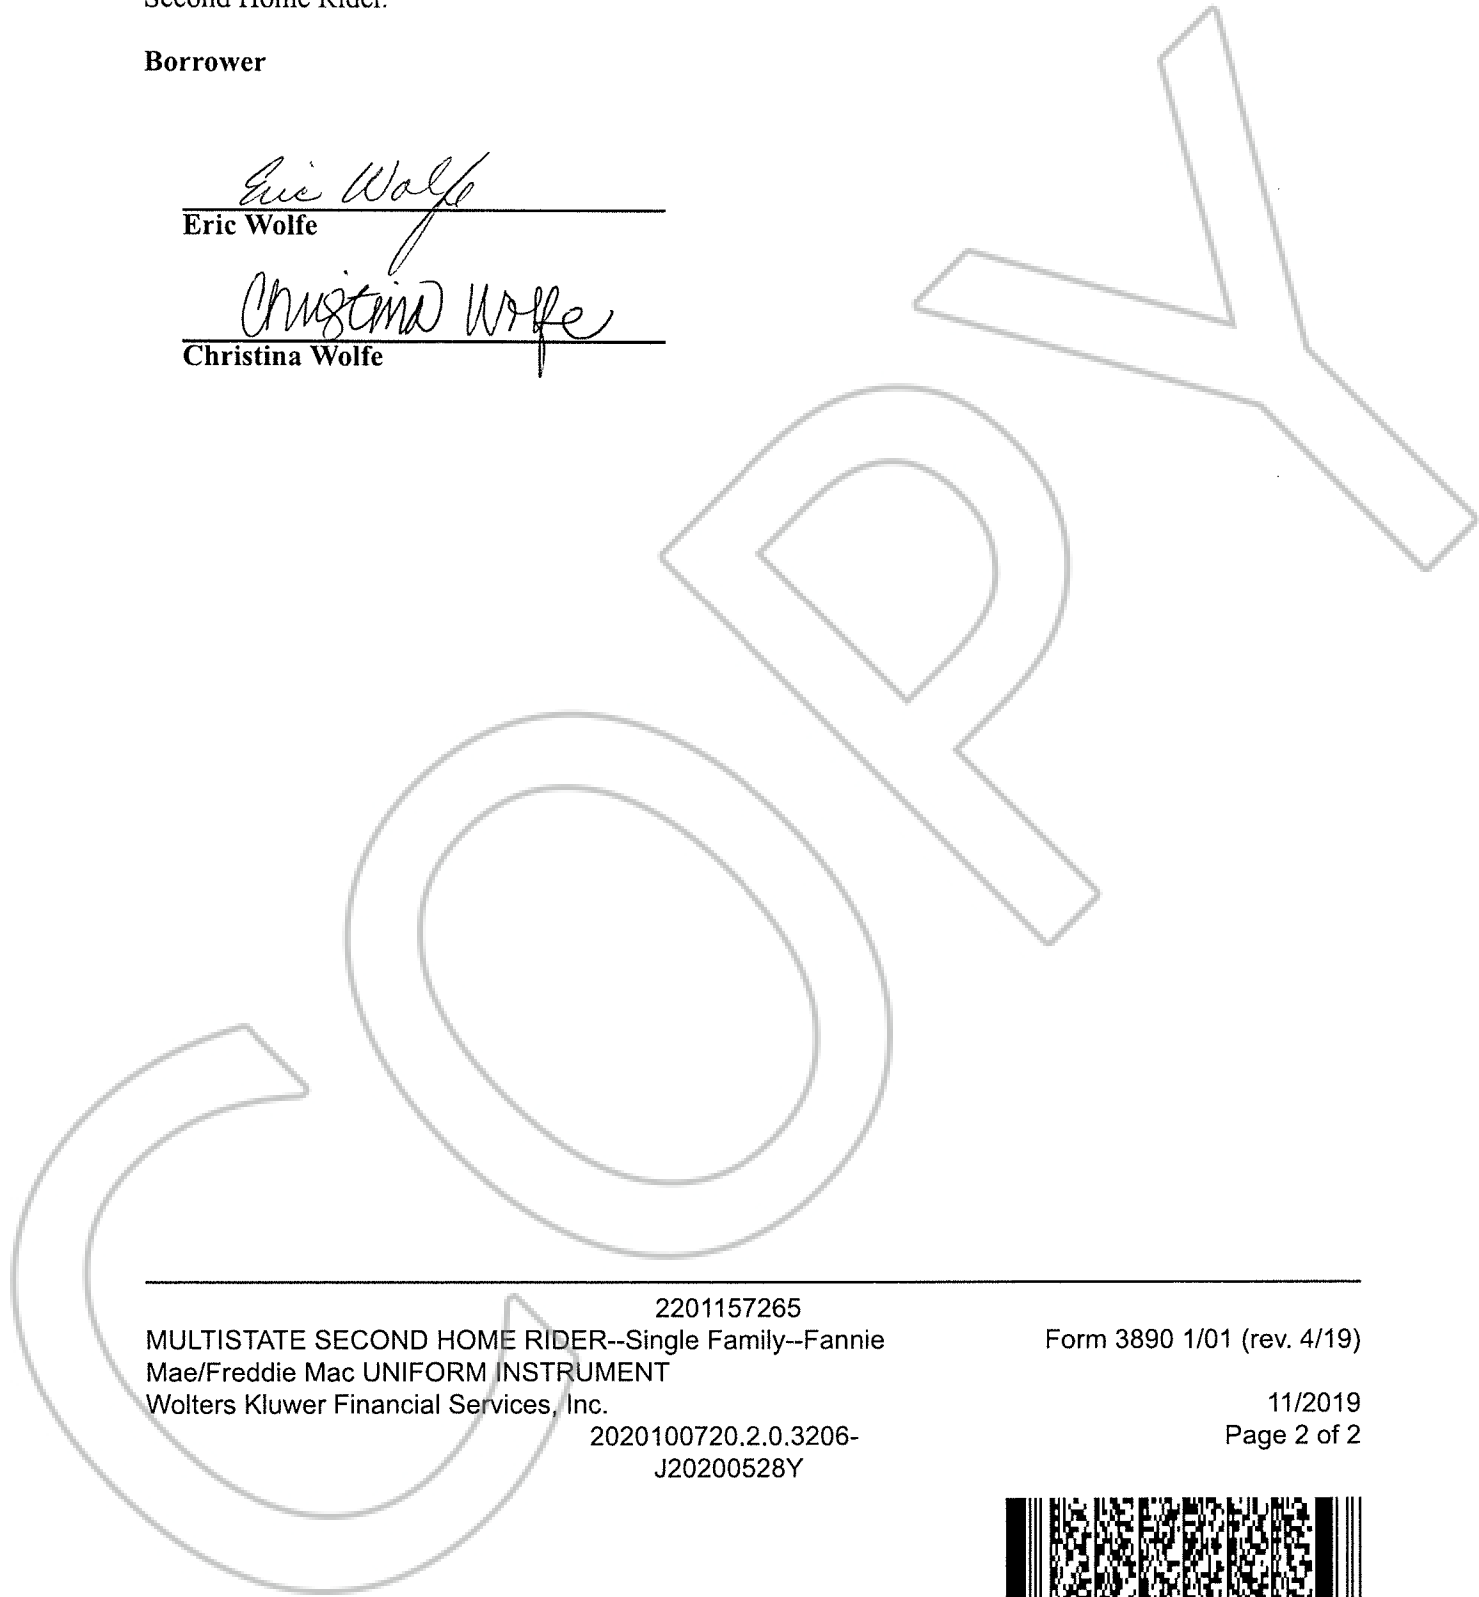 Second Home Rider.
Borrower
Eric Wolfe
Eric Wolfe
Christina Wolfe
Christina Wolfe
COPY
2201157265
MULTISTATE SECOND HOME RIDER--Single Family--Fannie Form 3890 1/01 (rev. 4/19)
Mae/Freddie Mac UNIFORM INSTRUMENT
Wolters Kluwer Financial Services, Inc. 11/2019
2020100720.2.0.3206- Page 2 of 2
J20200528Y